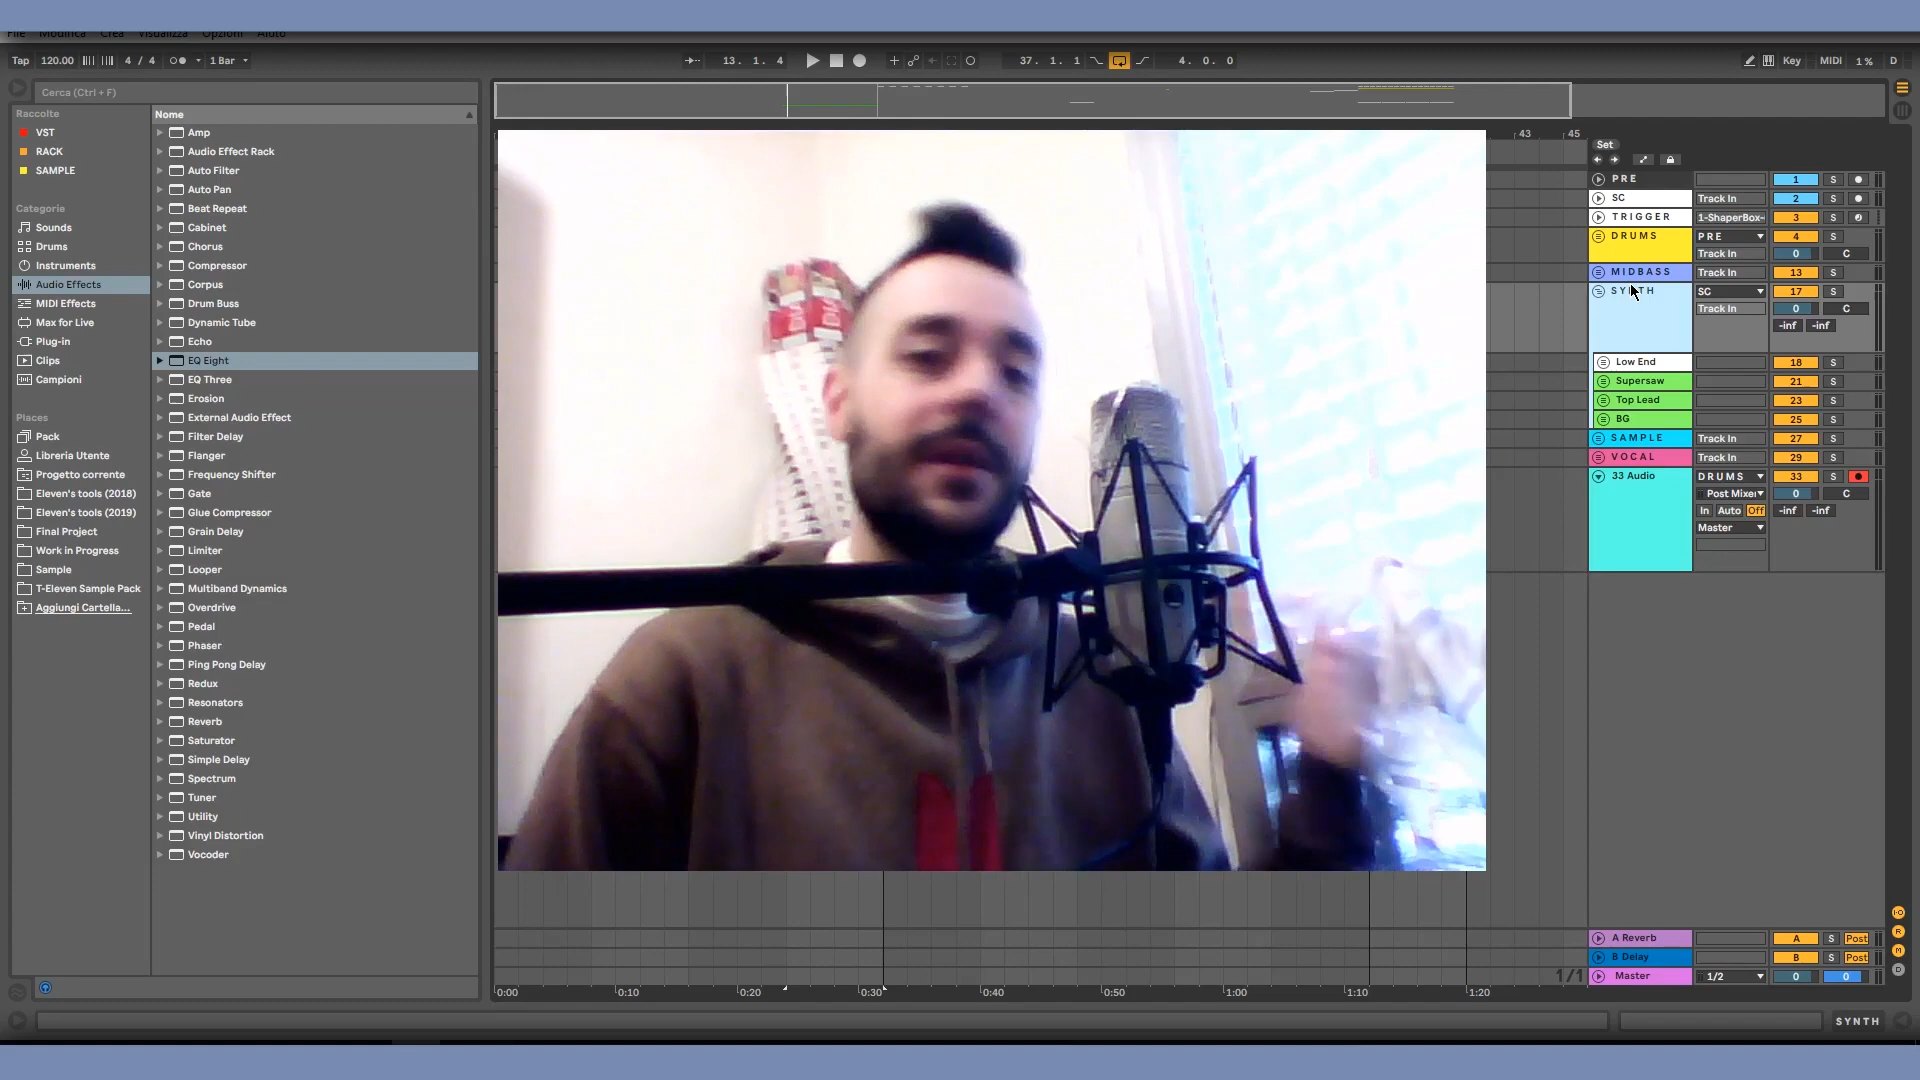 File Modifica Crea Visualizza Opzioni Aiuto
Tap 120.00 4 / 4 1 Bar 13. 1. 4 37. 1. 1 4. 0. 0 Key MIDI 1 % D
Cerca (Ctrl + F)
Raccolte
VST
RACK
SAMPLE
Categorie
Sounds
Drums
Instruments
Audio Effects
MIDI Effects
Max for Live
Plug-in
Clips
Campioni
Places
Pack
Libreria Utente
Progetto corrente
Eleven's tools (2018)
Eleven's tools (2019)
Final Project
Work in Progress
Sample
T-Eleven Sample Pack
Aggiungi Cartella...
Nome
Amp
Audio Effect Rack
Auto Filter
Auto Pan
Beat Repeat
Cabinet
Chorus
Compressor
Corpus
Drum Buss
Dynamic Tube
Echo
EQ Eight
EQ Three
Erosion
External Audio Effect
Filter Delay
Flanger
Frequency Shifter
Gate
Glue Compressor
Grain Delay
Limiter
Looper
Multiband Dynamics
Overdrive
Pedal
Phaser
Ping Pong Delay
Redux
Resonators
Reverb
Saturator
Simple Delay
Spectrum
Tuner
Utility
Vinyl Distortion
Vocoder
43 45
Set
PRE 1 S
SC Track In 2 S
TRIGGER 1-ShaperBox- 3 S
DRUMS PRE 4 S
Track In 0 C
MIDBASS Track In 13 S
SYNTH SC 17 S
Track In 0 C
-inf -inf
Low End 18 S
Supersaw 21 S
Top Lead 23 S
BG 25 S
SAMPLE Track In 27 S
VOCAL Track In 29 S
33 Audio DRUMS 33 S
Post Mixer 0 C
In Auto Off -inf -inf
Master
A Reverb A S Post
B Delay B S Post
1/1 Master 1/2 0 0
0:00 0:10 0:20 0:30 0:40 0:50 1:00 1:10 1:20
I·O
R
M
D
SYNTH